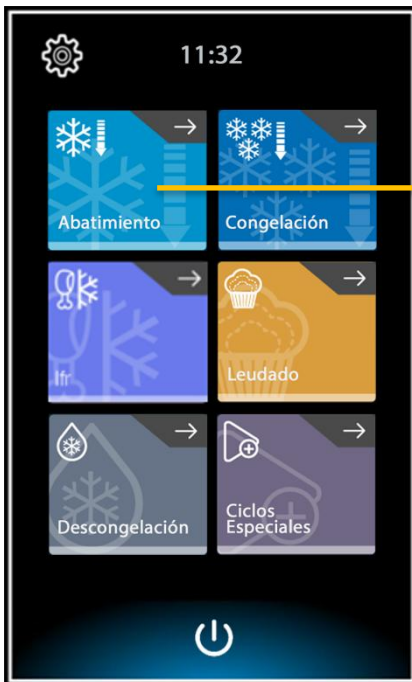 11:32
Abatimiento
Congelación
Ifr
Leudado
Descongelación
Ciclos
Especiales